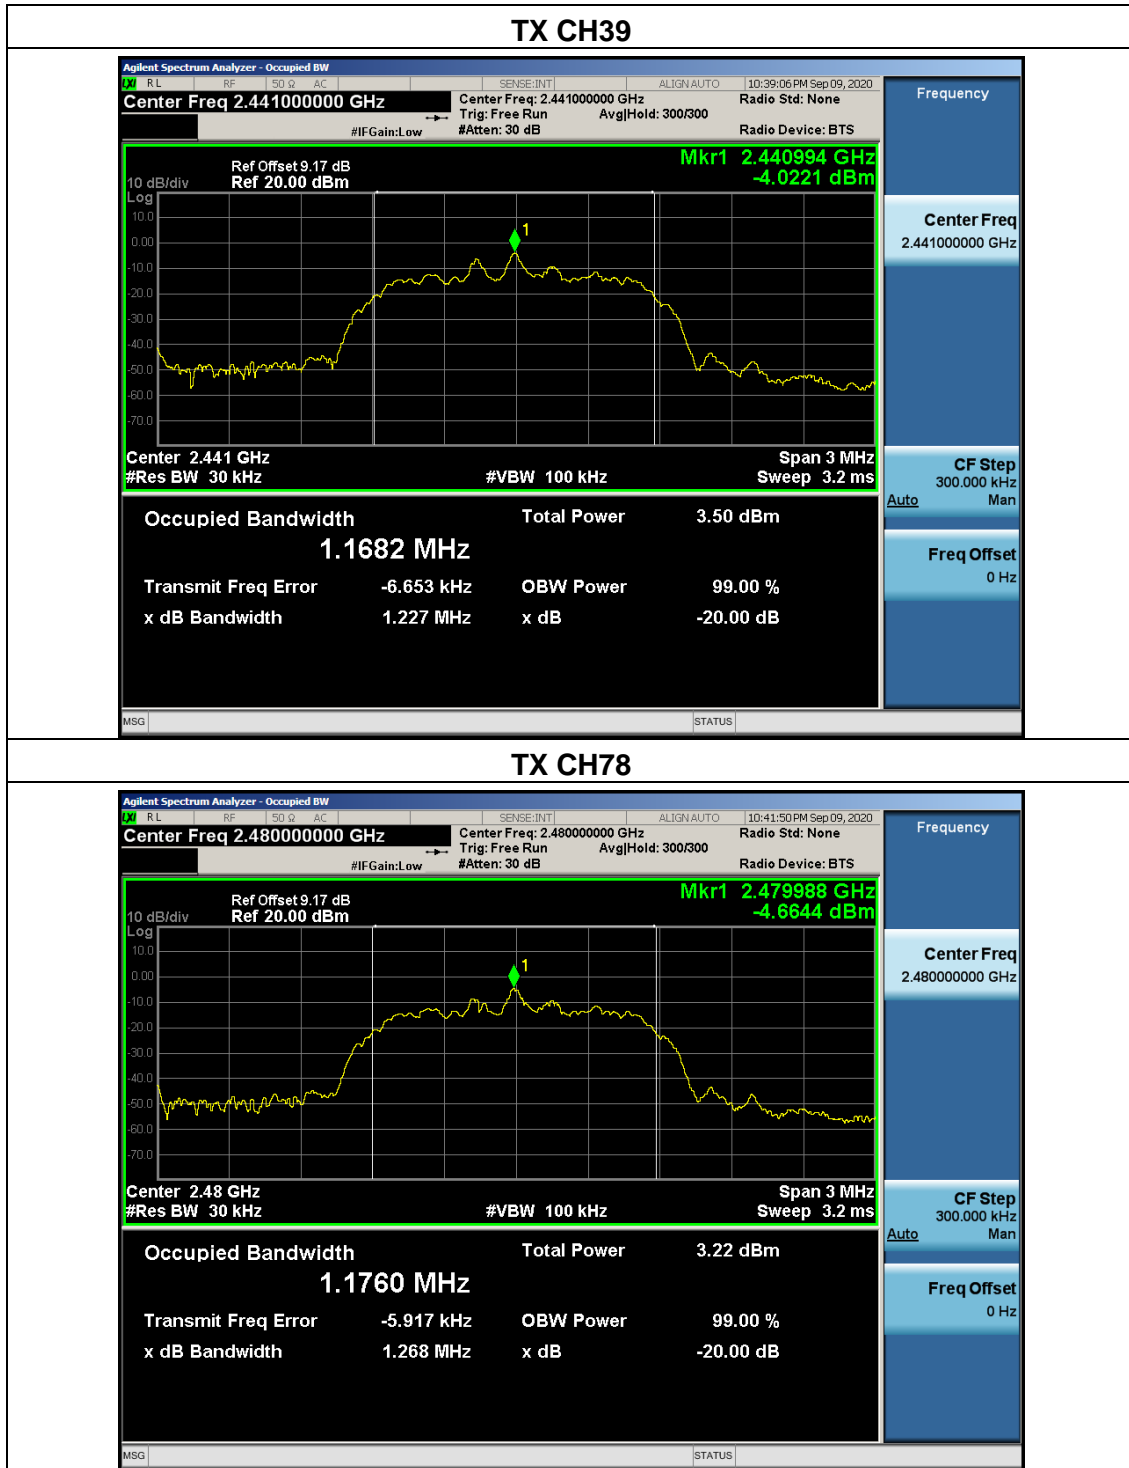 TX CH39
Agilent Spectrum Analyzer - Occupied BW
LXI RL RF 50 Ω AC SENSE:INT ALIGN AUTO 10:39:06 PM Sep 09, 2020
Center Freq 2.441000000 GHz
Center Freq: 2.441000000 GHz
Radio Std: None
Trig: Free Run Avg|Hold: 300/300
#IFGain:Low #Atten: 30 dB Radio Device: BTS
Frequency
Mkr1 2.440994 GHz
-4.0221 dBm
Ref Offset 9.17 dB
10 dB/div Ref 20.00 dBm
Log
10.0
0.00
-10.0
-20.0
-30.0
-40.0
-50.0
-60.0
-70.0
1
Center 2.441 GHz Span 3 MHz
#Res BW 30 kHz #VBW 100 kHz Sweep 3.2 ms
Center Freq
2.441000000 GHz
CF Step
300.000 kHz
Auto Man
Freq Offset
0 Hz
Occupied Bandwidth Total Power 3.50 dBm
1.1682 MHz
Transmit Freq Error -6.653 kHz OBW Power 99.00 %
x dB Bandwidth 1.227 MHz x dB -20.00 dB
MSG STATUS
TX CH78
Agilent Spectrum Analyzer - Occupied BW
LXI RL RF 50 Ω AC SENSE:INT ALIGN AUTO 10:41:50 PM Sep 09, 2020
Center Freq 2.480000000 GHz
Center Freq: 2.480000000 GHz
Radio Std: None
Trig: Free Run Avg|Hold: 300/300
#IFGain:Low #Atten: 30 dB Radio Device: BTS
Frequency
Mkr1 2.479988 GHz
-4.6644 dBm
Ref Offset 9.17 dB
10 dB/div Ref 20.00 dBm
Log
10.0
0.00
-10.0
-20.0
-30.0
-40.0
-50.0
-60.0
-70.0
1
Center 2.48 GHz Span 3 MHz
#Res BW 30 kHz #VBW 100 kHz Sweep 3.2 ms
Center Freq
2.480000000 GHz
CF Step
300.000 kHz
Auto Man
Freq Offset
0 Hz
Occupied Bandwidth Total Power 3.22 dBm
1.1760 MHz
Transmit Freq Error -5.917 kHz OBW Power 99.00 %
x dB Bandwidth 1.268 MHz x dB -20.00 dB
MSG STATUS